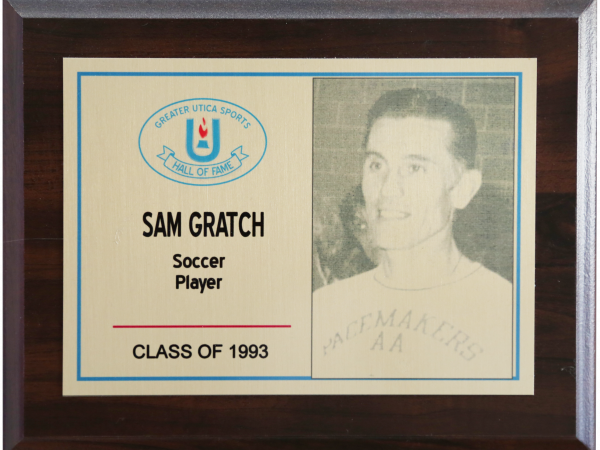 GREATER UTICA SPORTS
HALL OF FAME
SAM GRATCH
Soccer
Player
CLASS OF 1993
PACEMAKERS
AA